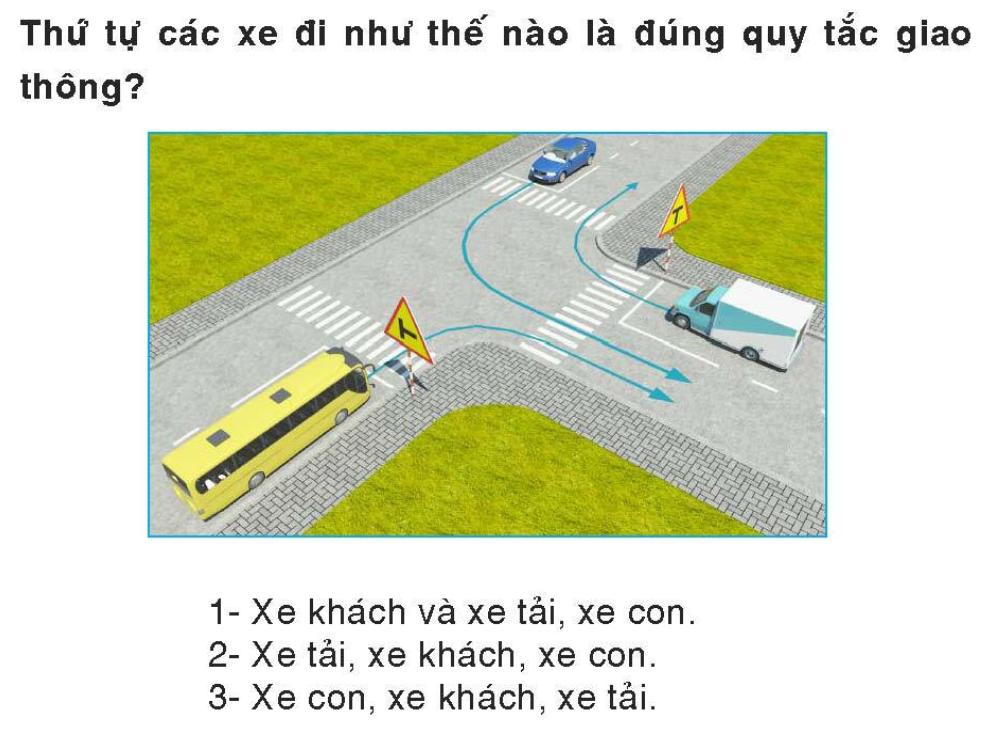 Thứ tự các xe đi như thế nào là đúng quy tắc giao
thông?
1- Xe khách và xe tải, xe con.
2- Xe tải, xe khách, xe con.
3- Xe con, xe khách, xe tải.